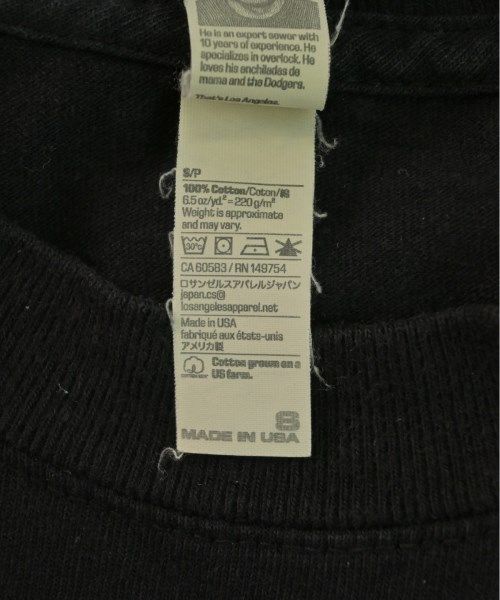 He is an expert sewer with
10 years of experience. He
specializes in overlock. He
loves his enchiladas de
mama and the Dodgers.
That's Los Angeles.
S/P
100% Cotton/Coton/綿
6.5 oz/yd.² = 220 g/m²
Weight is approximate
and may vary.
30°C
CA 60583 / RN 149754
ロサンゼルスアパレルジャパン
japan.cs@
losangelesapparel.net
Made in USA
fabriqué aux états-unis
アメリカ製
Cotton grown on a
US farm.
S
MADE IN USA